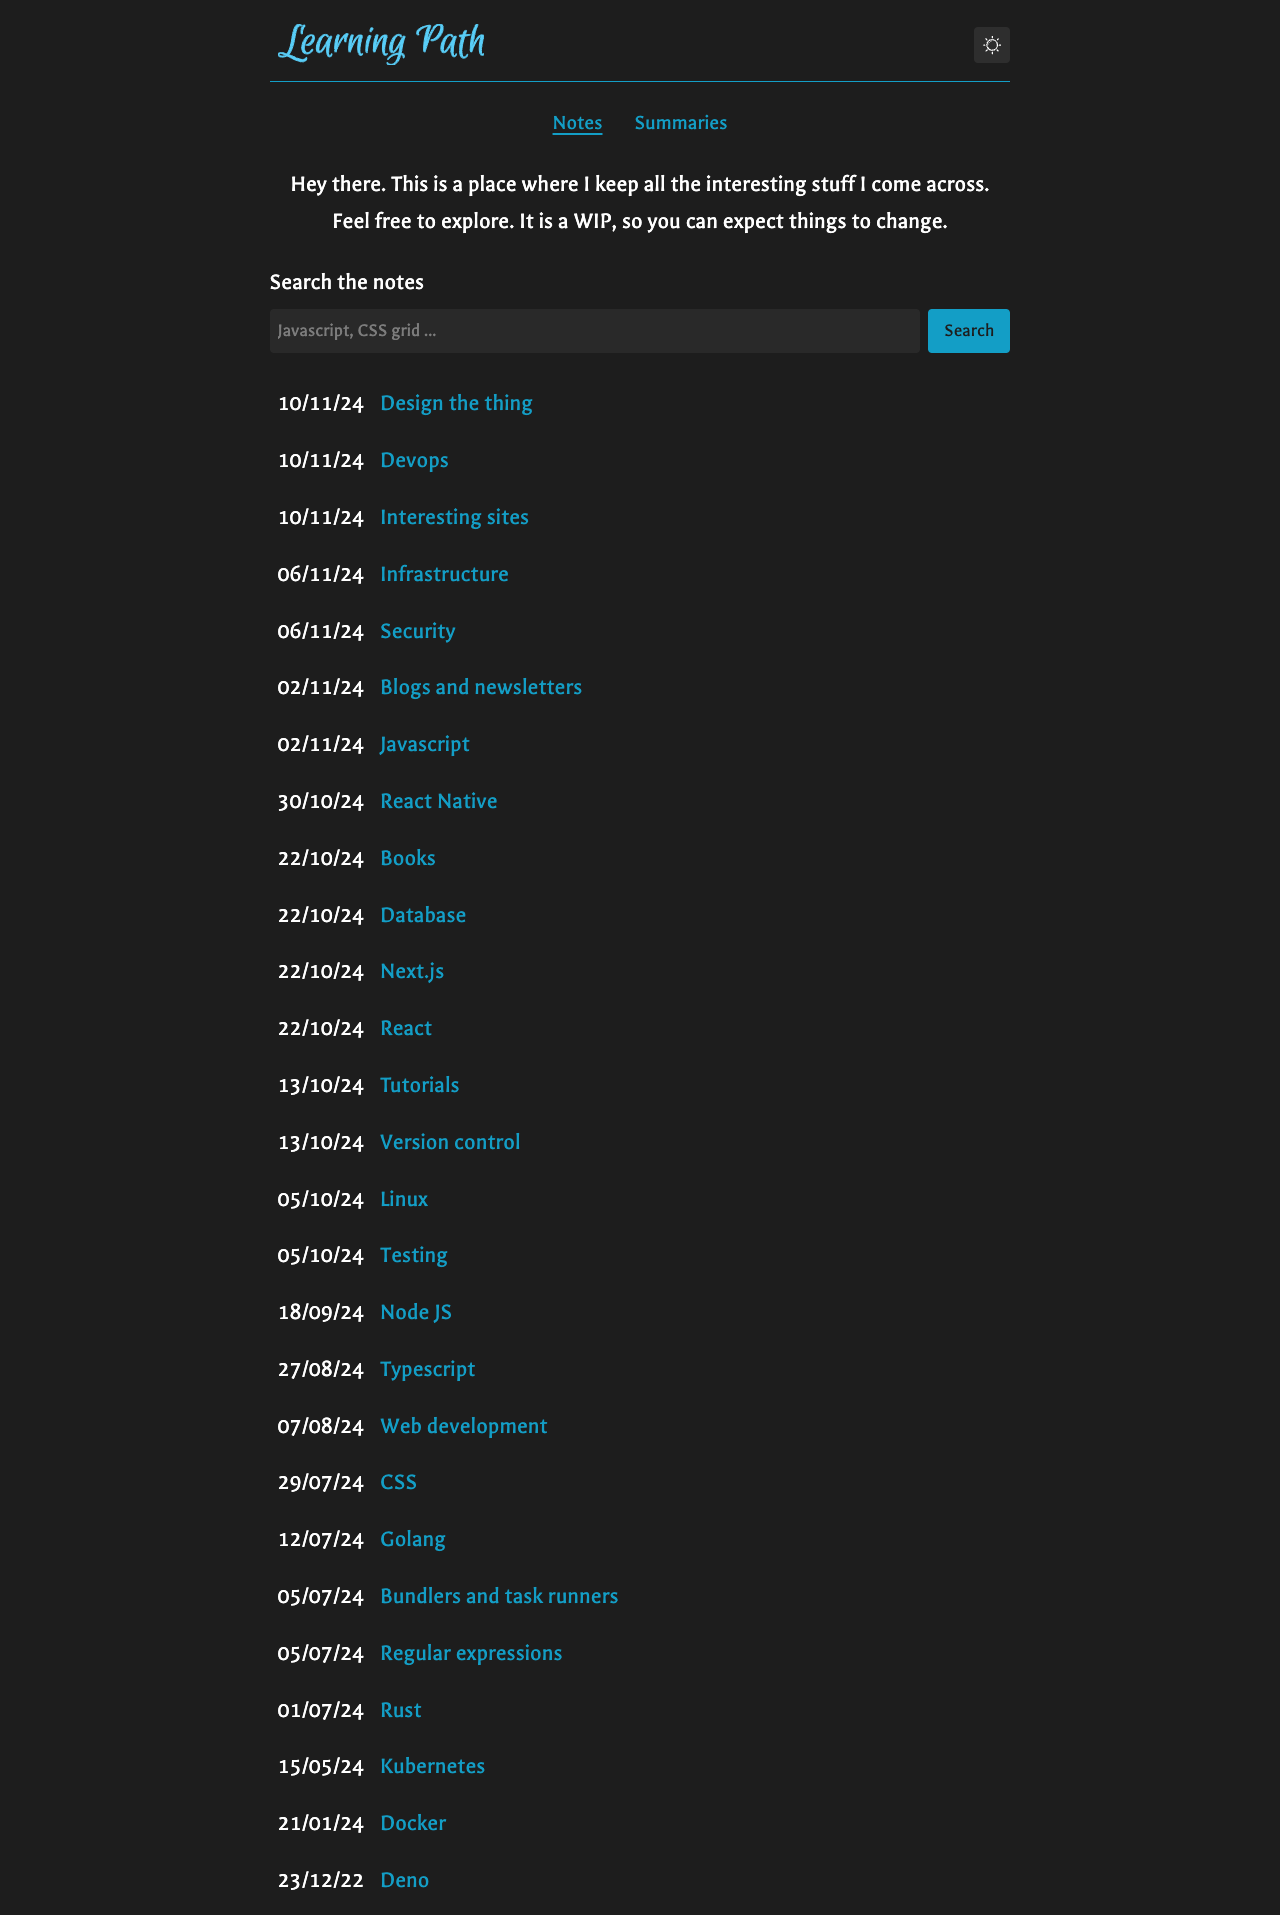 Learning Path
Notes Summaries
Hey there. This is a place where I keep all the interesting stuff I come across.
Feel free to explore. It is a WIP, so you can expect things to change.
Search the notes
Javascript, CSS grid ... Search
10/11/24 Design the thing
10/11/24 Devops
10/11/24 Interesting sites
06/11/24 Infrastructure
06/11/24 Security
02/11/24 Blogs and newsletters
02/11/24 Javascript
30/10/24 React Native
22/10/24 Books
22/10/24 Database
22/10/24 Next.js
22/10/24 React
13/10/24 Tutorials
13/10/24 Version control
05/10/24 Linux
05/10/24 Testing
18/09/24 Node JS
27/08/24 Typescript
07/08/24 Web development
29/07/24 CSS
12/07/24 Golang
05/07/24 Bundlers and task runners
05/07/24 Regular expressions
01/07/24 Rust
15/05/24 Kubernetes
21/01/24 Docker
23/12/22 Deno